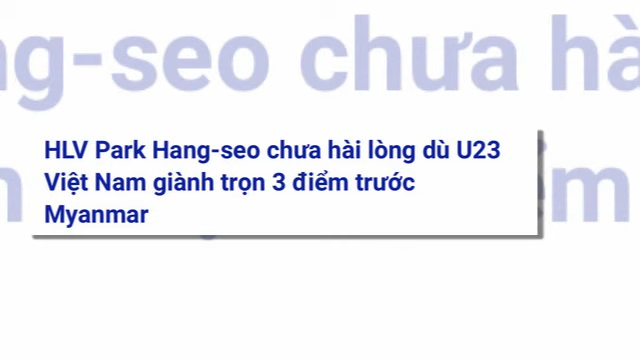 ng-seo chưa hà
HLV Park Hang-seo chưa hài lòng dù U23
Việt Nam giành trọn 3 điểm trước
Myanmar